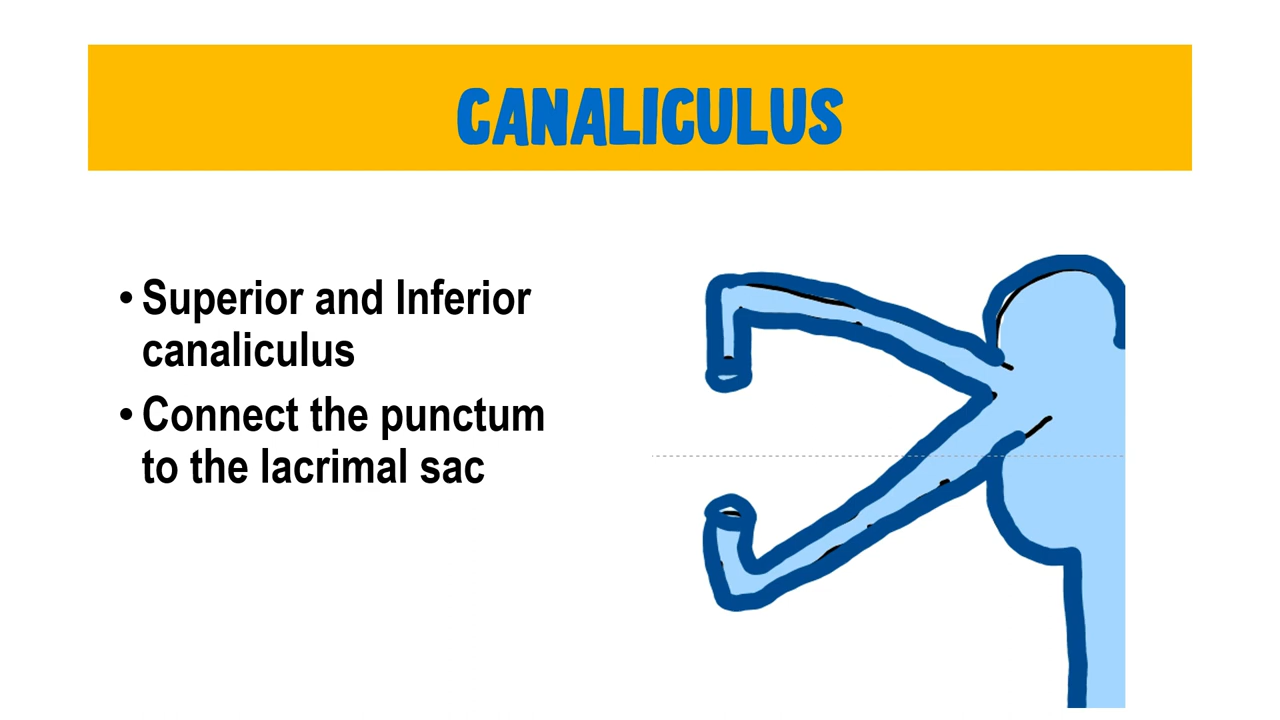 CANALICULUS
• Superior and Inferior
canaliculus
• Connect the punctum
to the lacrimal sac